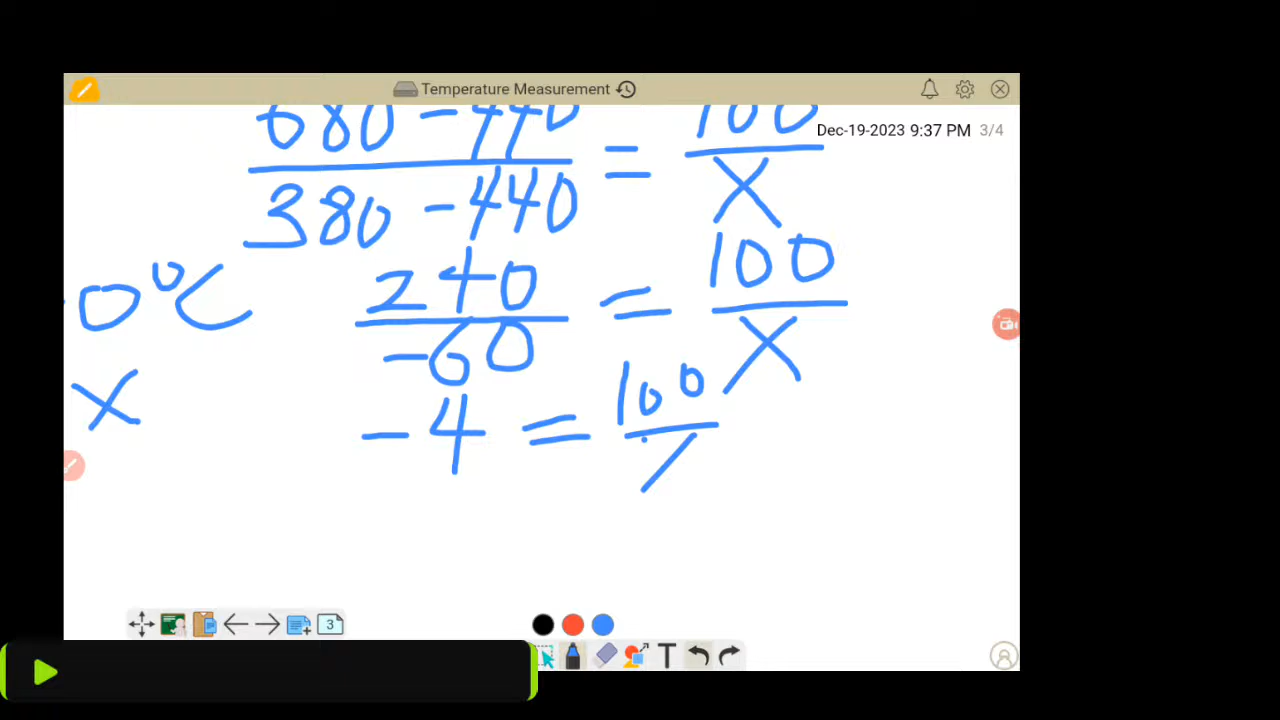 Temperature Measurement
Dec-19-2023 9:37 PM 3/4
680 - 440 = 100
380 - 440 X
240 = 100
-60 X
0°C
-4 = 100
X
3
T